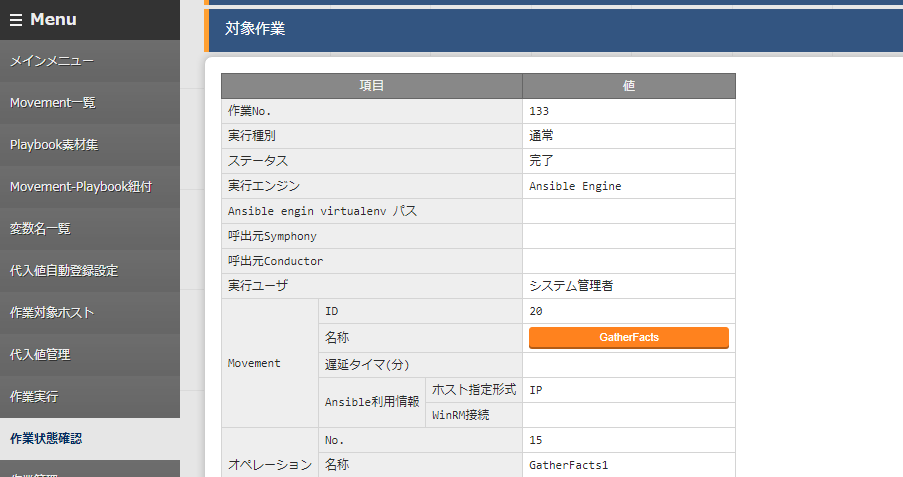 Menu
メインメニュー
Movement一覧
Playbook素材集
Movement-Playbook紐付
変数名一覧
代入値自動登録設定
作業対象ホスト
代入値管理
作業実行
作業状態確認
対象作業
項目 値
作業No. 133
実行種別 通常
ステータス 完了
実行エンジン Ansible Engine
Ansible engin virtualenv パス
呼出元Symphony
呼出元Conductor
実行ユーザ システム管理者
Movement
ID 20
名称 GatherFacts
遅延タイマ(分)
Ansible利用情報
ホスト指定形式 IP
WinRM接続
オペレーション
No. 15
名称 GatherFacts1